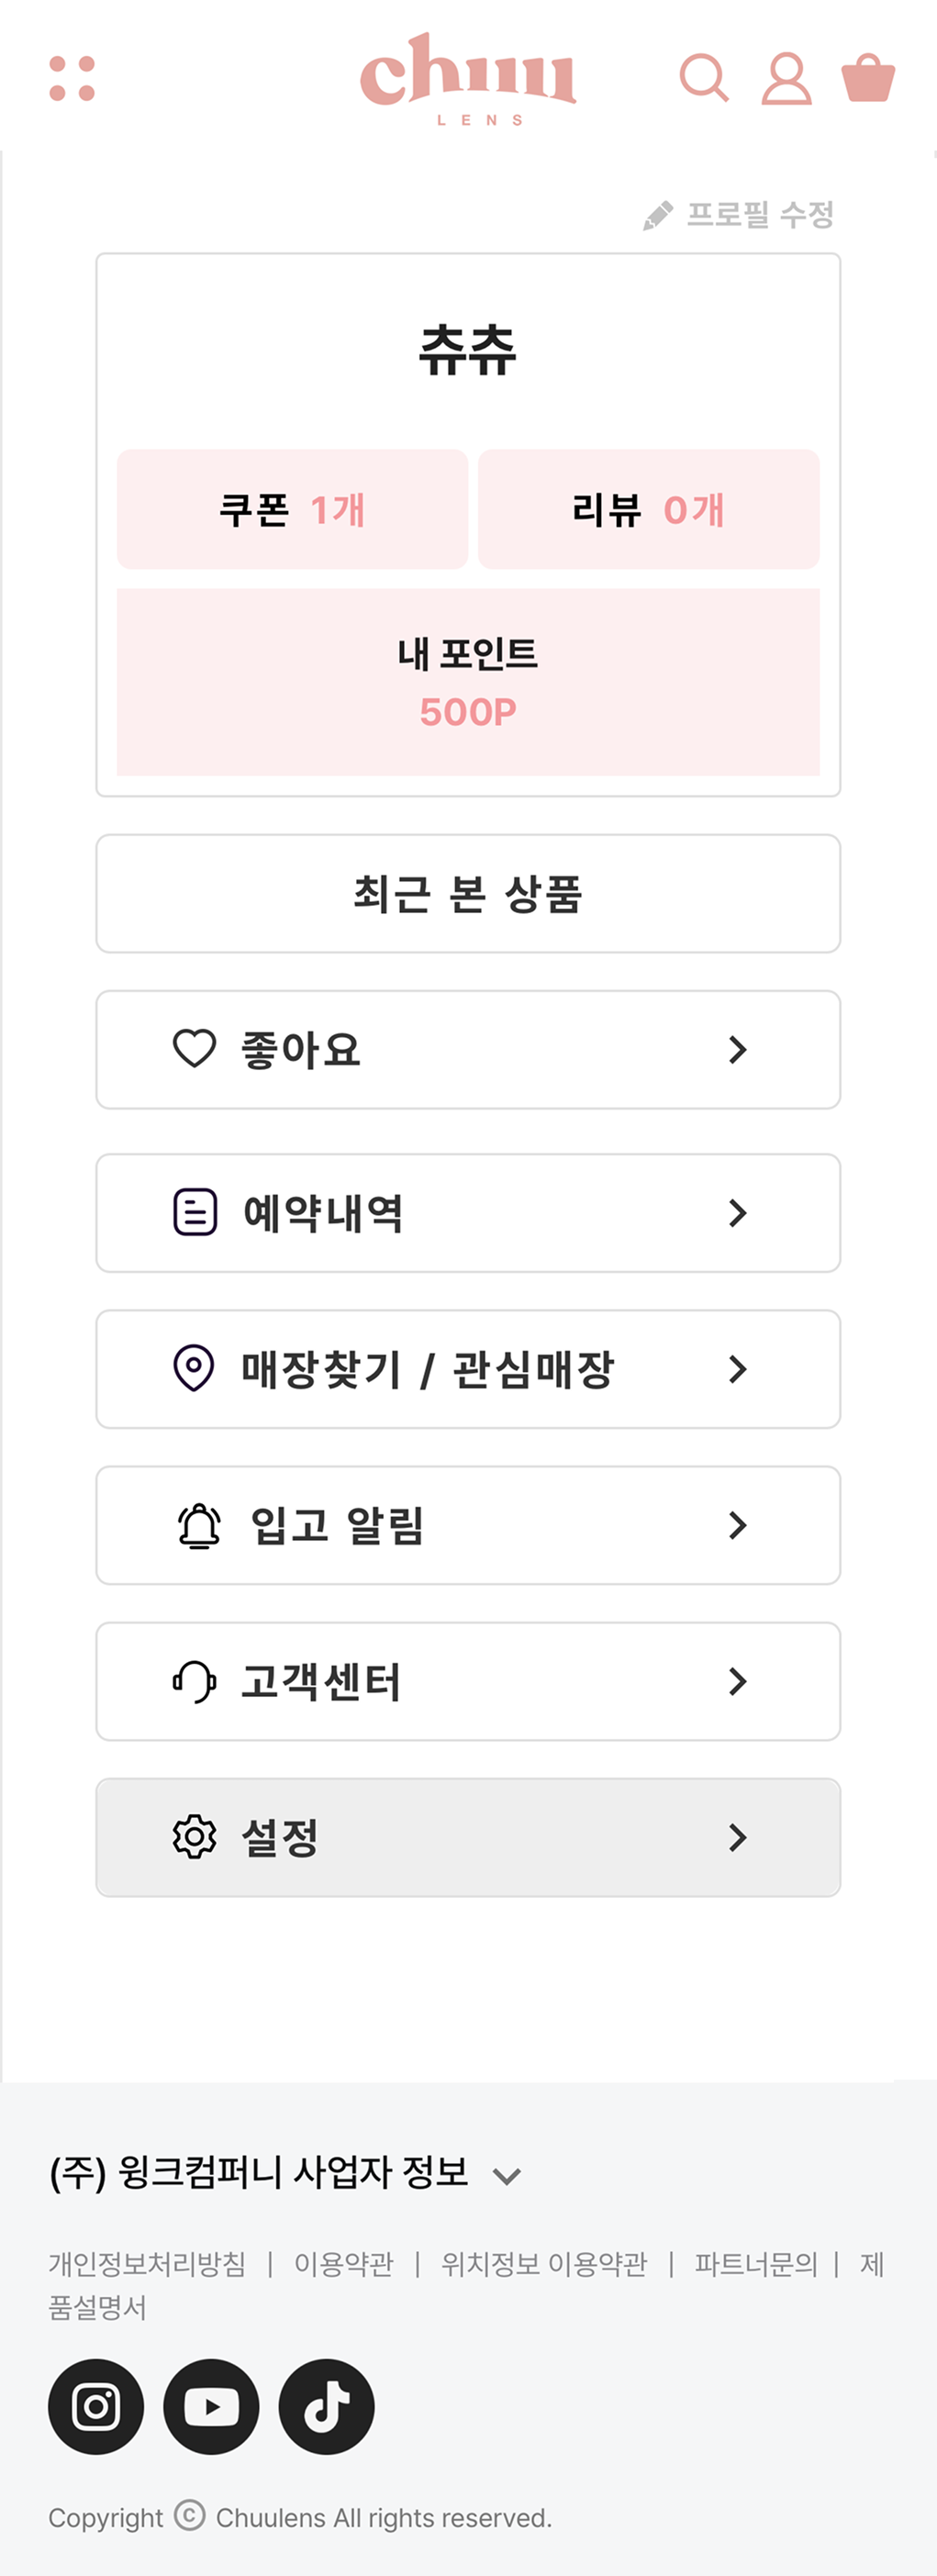 chuu
LENS
프로필 수정
츄츄
쿠폰 1개
리뷰 0개
내 포인트
500P
최근 본 상품
좋아요
예약내역
매장찾기 / 관심매장
입고 알림
고객센터
설정
(주) 윙크컴퍼니 사업자 정보
개인정보처리방침 | 이용약관 | 위치정보 이용약관 | 파트너문의 | 제
품설명서
Copyright © Chuulens All rights reserved.